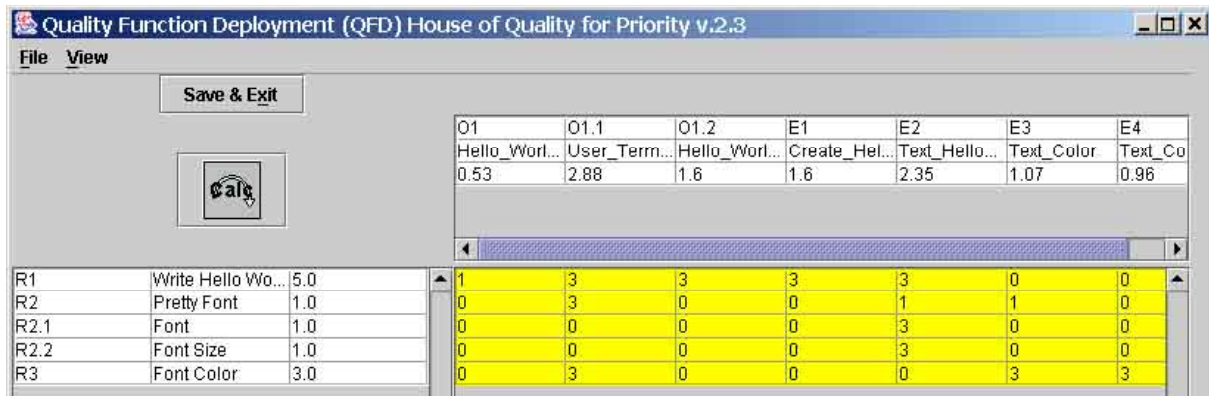 Quality Function Deployment (QFD) House of Quality for Priority v.2.3
File View
Save & Exit
Calc
O1 O1.1 O1.2 E1 E2 E3 E4
Hello_Worl... User_Term... Hello_Worl... Create_Hel... Text_Hello... Text_Color Text_Co
0.53 2.88 1.6 1.6 2.35 1.07 0.96
R1 Write Hello Wo... 5.0 1 3 3 3 3 0 0
R2 Pretty Font 1.0 0 3 0 0 1 1 0
R2.1 Font 1.0 0 0 0 0 3 0 0
R2.2 Font Size 1.0 0 0 0 0 3 0 0
R3 Font Color 3.0 0 3 0 0 0 3 3